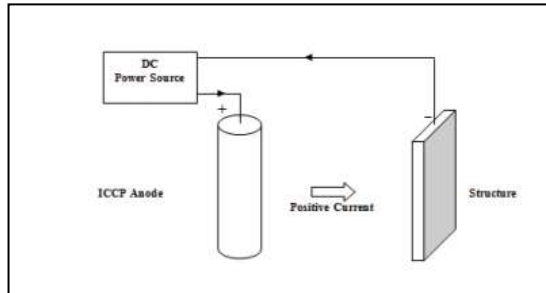 DC
Power Source
+
−
ICCP Anode
Positive Current
Structure